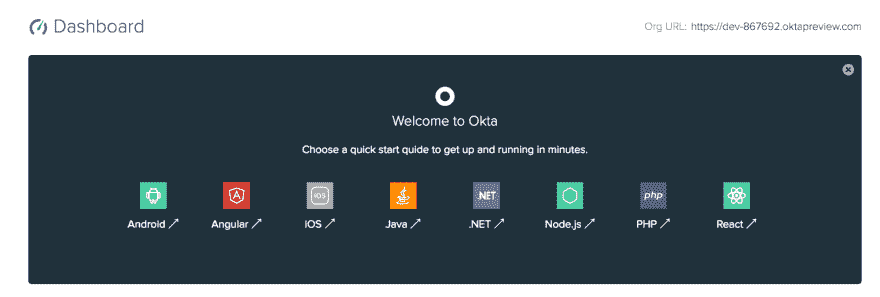 Dashboard
Org URL: https://dev-867692.oktapreview.com
Welcome to Okta
Choose a quick start guide to get up and running in minutes.
iOS .NET php
Android Angular iOS Java .NET Node.js PHP React